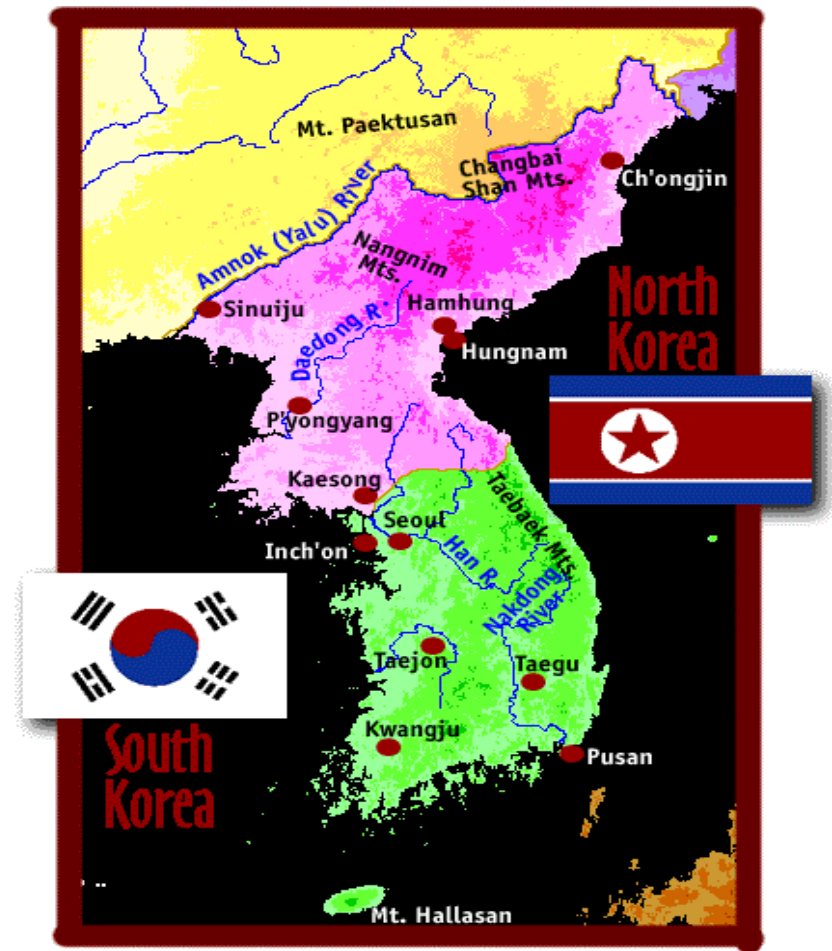 Mt. Paektusan
Changbai
Shan Mts.
Ch'ongjin
Amnok (Yalu) River
Nangnim
Mts.
North
Korea
Sinuiju
Hamhung
Daedong R.
Hungnam
P'yongyang
Kaesong
Taebaek Mts.
Seoul
Inch'on
Han R.
Nakdong
River
Taejon
Taegu
Kwangju
South
Korea
Pusan
Mt. Hallasan